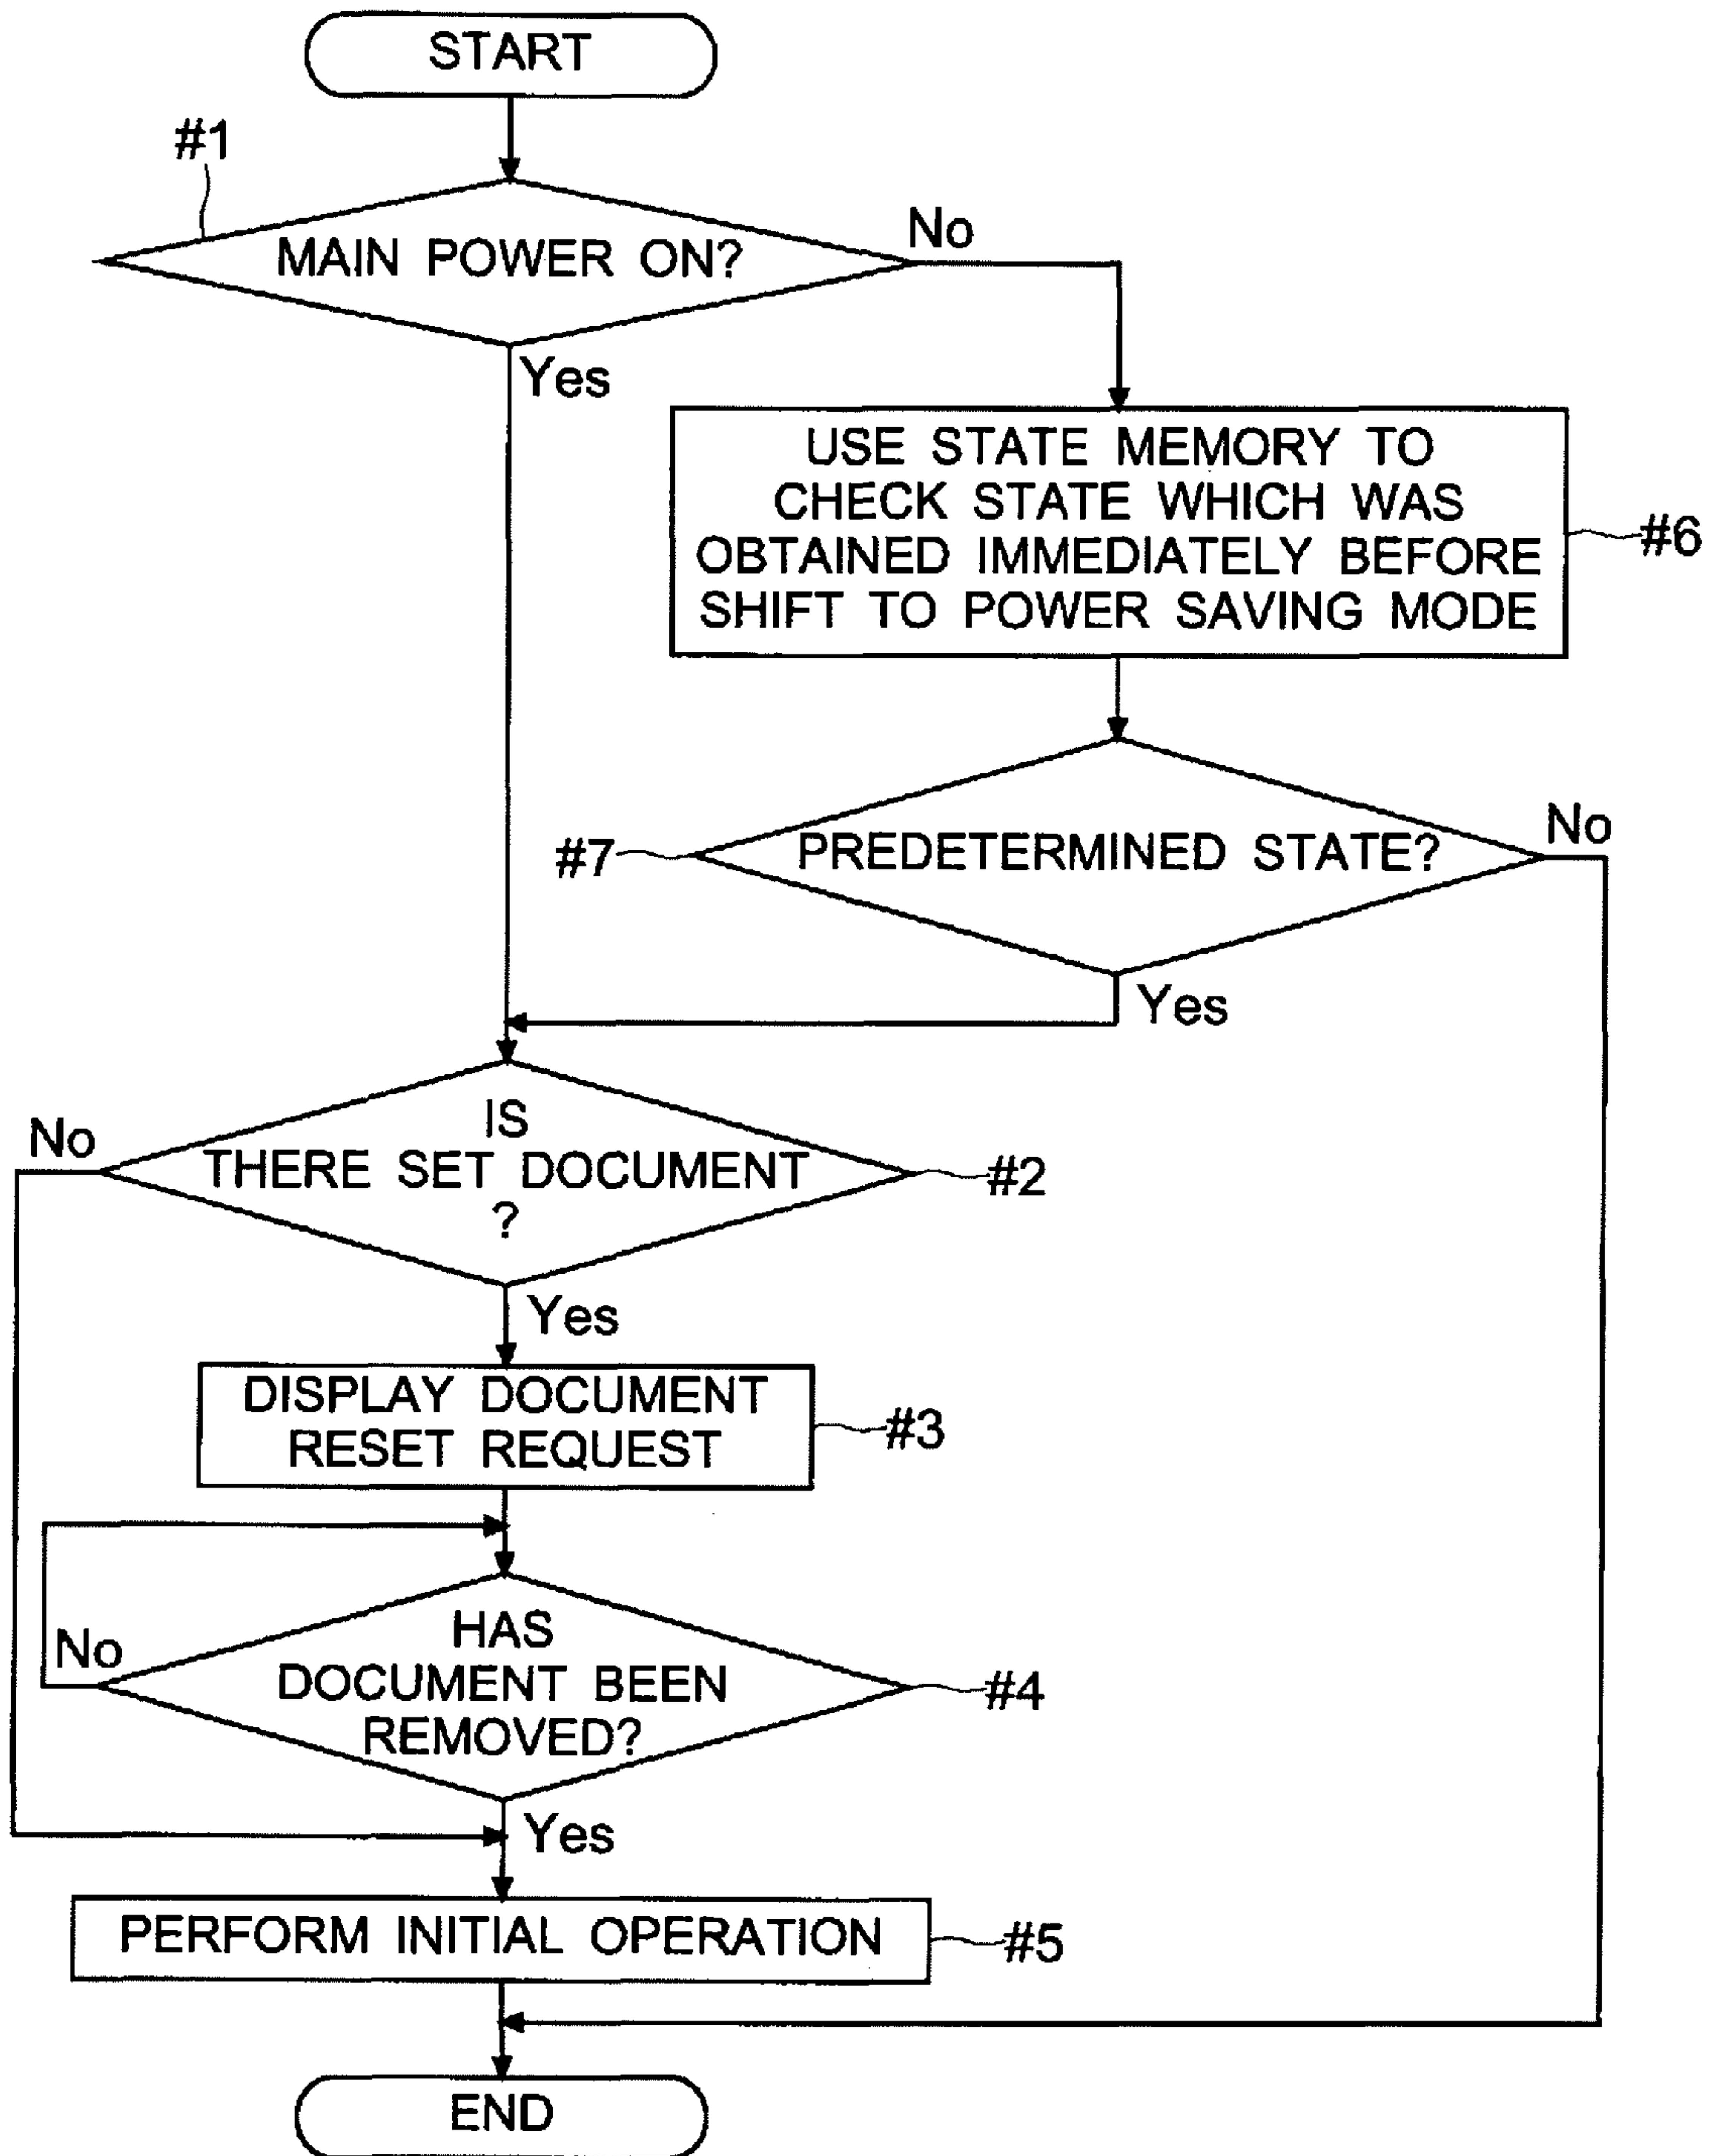 START
#1
MAIN POWER ON?
No
Yes
USE STATE MEMORY TO
CHECK STATE WHICH WAS
OBTAINED IMMEDIATELY BEFORE
SHIFT TO POWER SAVING MODE
#6
#7
PREDETERMINED STATE?
No
Yes
No
IS
THERE SET DOCUMENT
?
#2
Yes
DISPLAY DOCUMENT
RESET REQUEST
#3
No
HAS
DOCUMENT BEEN
REMOVED?
#4
Yes
PERFORM INITIAL OPERATION
#5
END